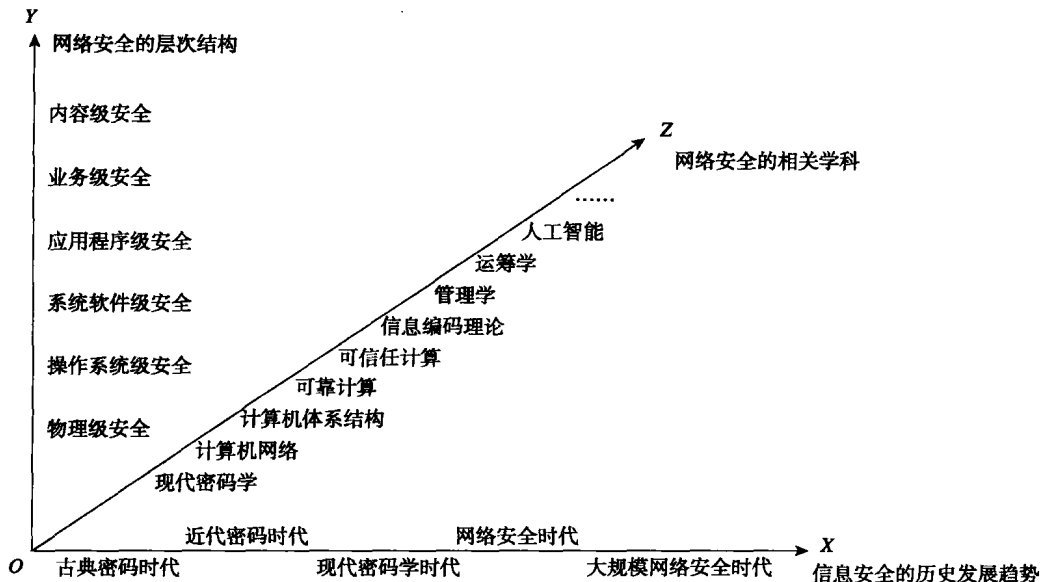 Y
网络安全的层次结构
内容级安全
业务级安全
应用程序级安全
系统软件级安全
操作系统级安全
物理级安全
Z
网络安全的相关学科
……
人工智能
运筹学
管理学
信息编码理论
可信任计算
可靠计算
计算机体系结构
计算机网络
现代密码学
近代密码时代
网络安全时代
O
古典密码时代
现代密码学时代
大规模网络安全时代
X
信息安全的历史发展趋势